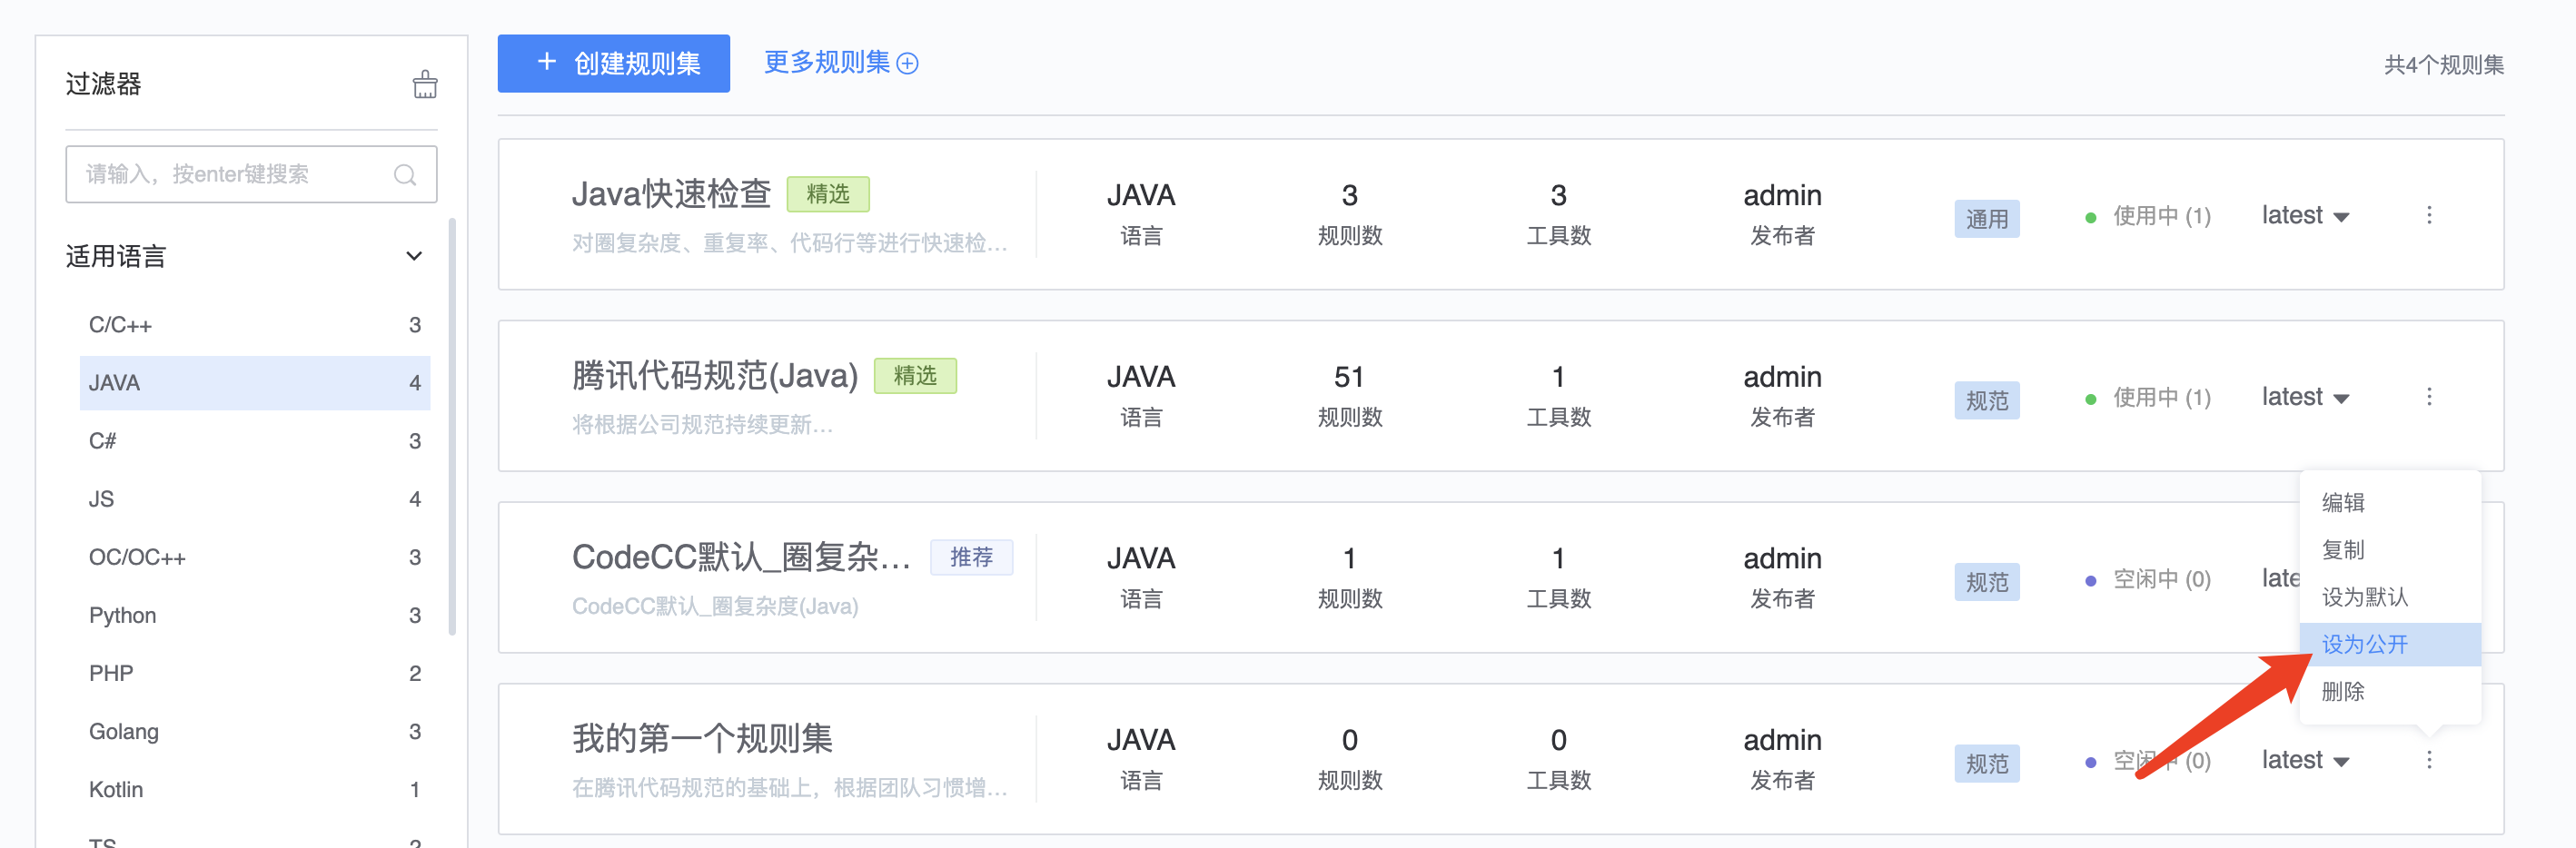 过滤器
请输入，按enter键搜索
适用语言
C/C++ 3
JAVA 4
C# 3
JS 4
OC/OC++ 3
Python 3
PHP 2
Golang 3
Kotlin 1
创建规则集
更多规则集
共4个规则集
Java快速检查 精选
对圈复杂度、重复率、代码行等进行快速检...
JAVA
语言
3
规则数
3
工具数
admin
发布者
通用
使用中 (1)
latest
腾讯代码规范(Java) 精选
将根据公司规范持续更新...
JAVA
语言
51
规则数
1
工具数
admin
发布者
规范
使用中 (1)
latest
CodeCC默认_圈复杂... 推荐
CodeCC默认_圈复杂度(Java)
JAVA
语言
1
规则数
1
工具数
admin
发布者
规范
空闲中 (0)
late
编辑
复制
设为默认
设为公开
删除
我的第一个规则集
在腾讯代码规范的基础上，根据团队习惯增...
JAVA
语言
0
规则数
0
工具数
admin
发布者
规范
空闲中 (0)
latest